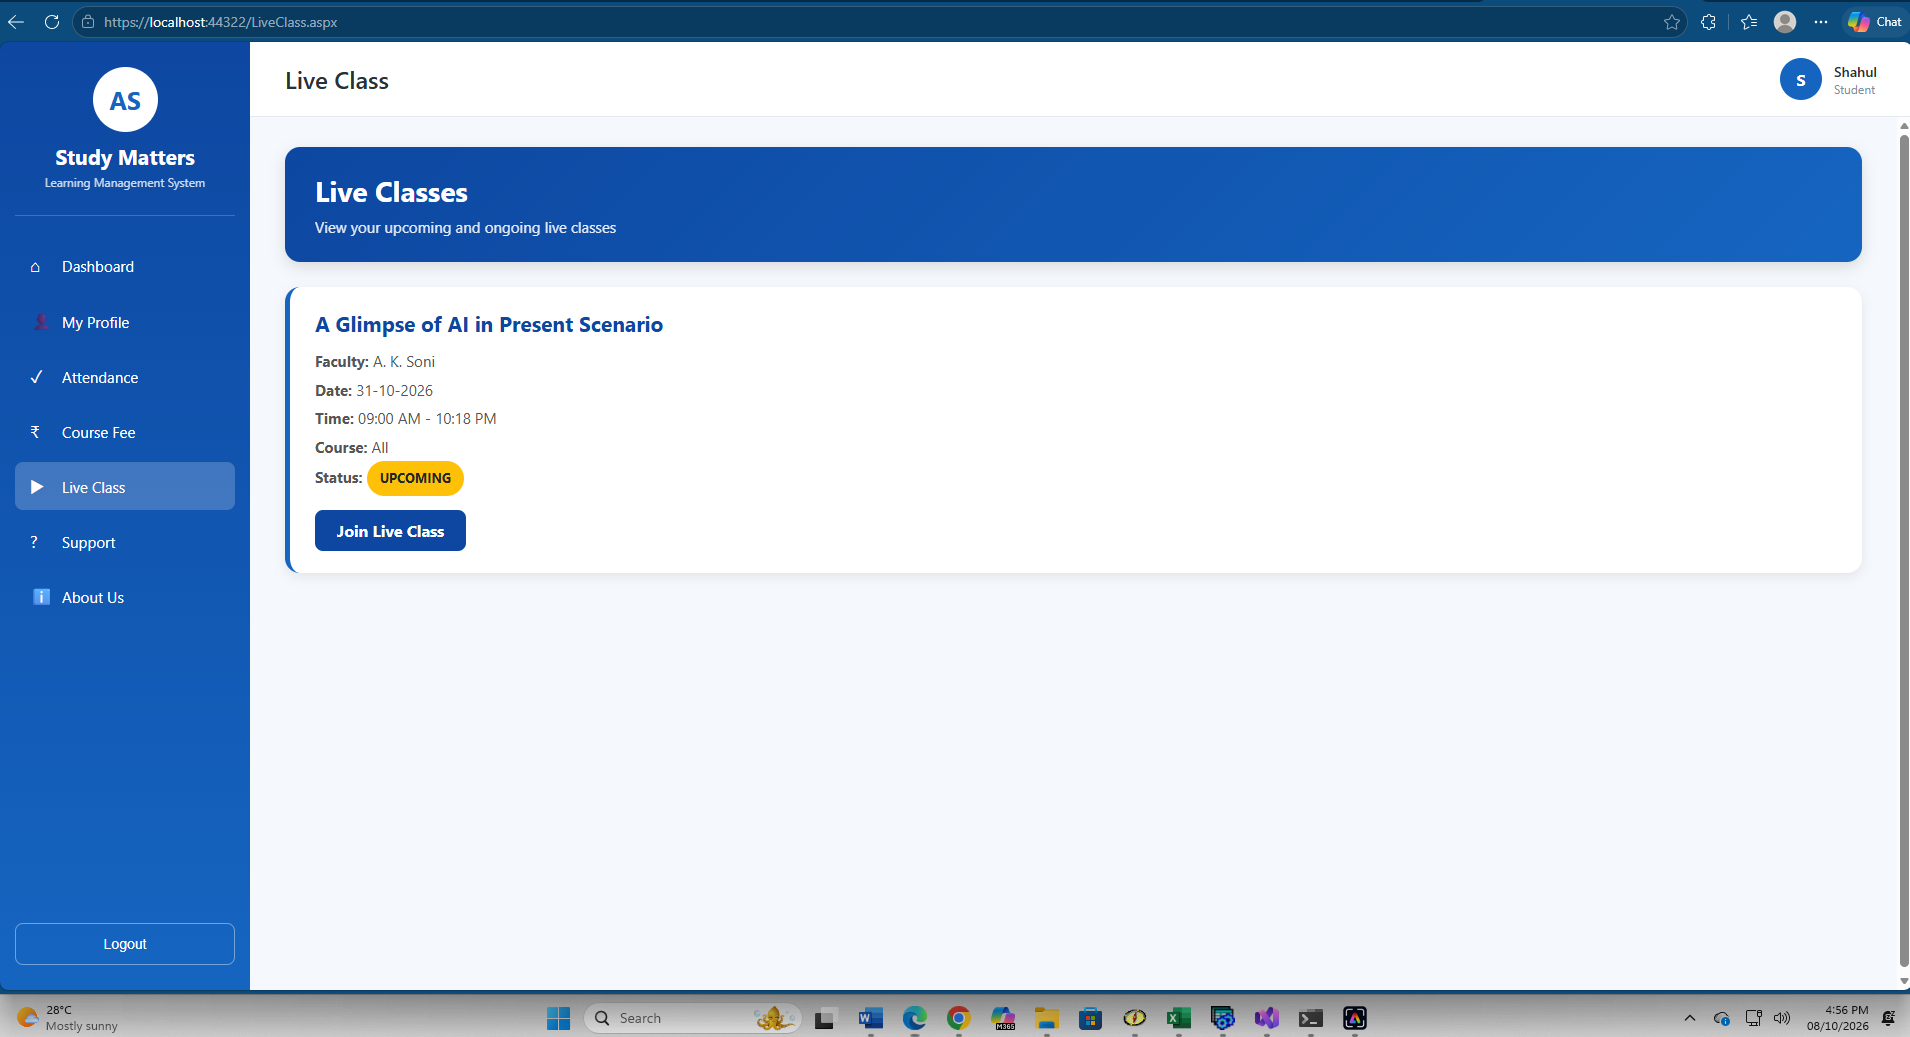 https://localhost:44322/LiveClass.aspx
Chat
AS
Study Matters
Learning Management System
Dashboard
My Profile
Attendance
₹ Course Fee
Live Class
? Support
i About Us
Logout
Live Class
S
Shahul
Student
Live Classes
View your upcoming and ongoing live classes
A Glimpse of AI in Present Scenario
Faculty: A. K. Soni
Date: 31-10-2026
Time: 09:00 AM - 10:18 PM
Course: All
Status: UPCOMING
Join Live Class
28°C
Mostly sunny
Search
M365
4:56 PM
08/10/2026